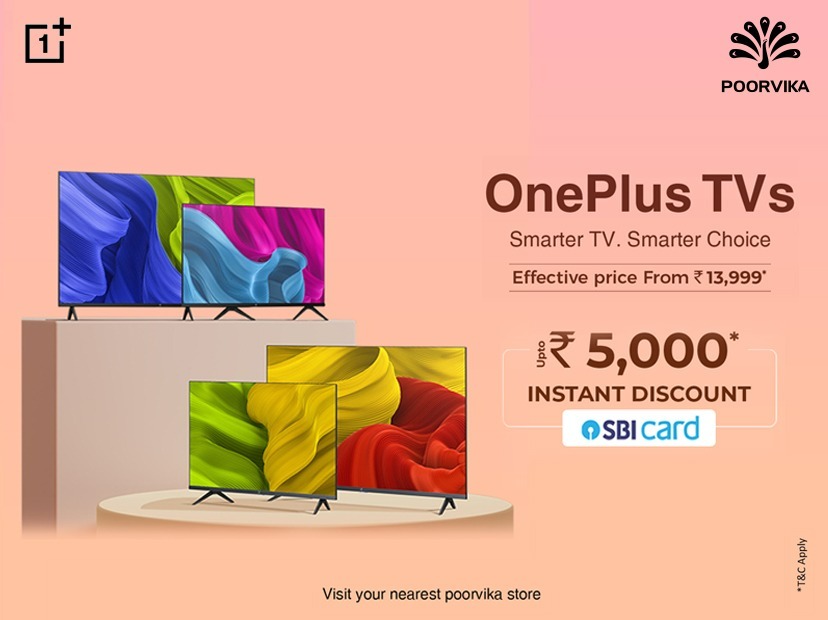 1+
POORVIKA
OnePlus TVs
Smarter TV. Smarter Choice
Effective price From ₹ 13,999*
Upto ₹ 5,000*
INSTANT DISCOUNT
SBI card
*T&C Apply
Visit your nearest poorvika store